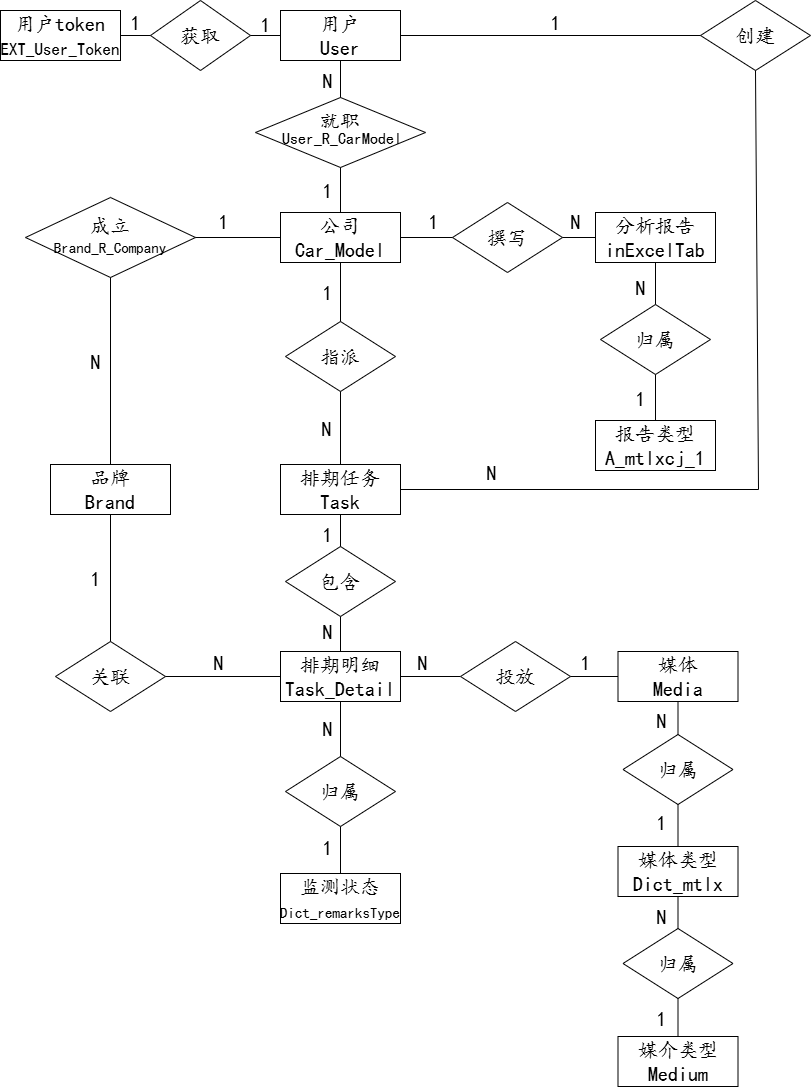 用户token
EXT_User_Token
1
获取
1
用户
User
1
创建
N
就职
User_R_CarModel
1
成立
Brand_R_Company
1
公司
Car_Model
1
撰写
N
分析报告
inExcelTab
1
N
指派
归属
N
1
N
报告类型
A_mtlxcj_1
品牌
Brand
排期任务
Task
N
1
1
包含
N
关联
N
排期明细
Task_Detail
N
投放
1
媒体
Media
N
N
归属
归属
1
1
监测状态
Dict_remarksType
媒体类型
Dict_mtlx
N
归属
1
媒介类型
Medium